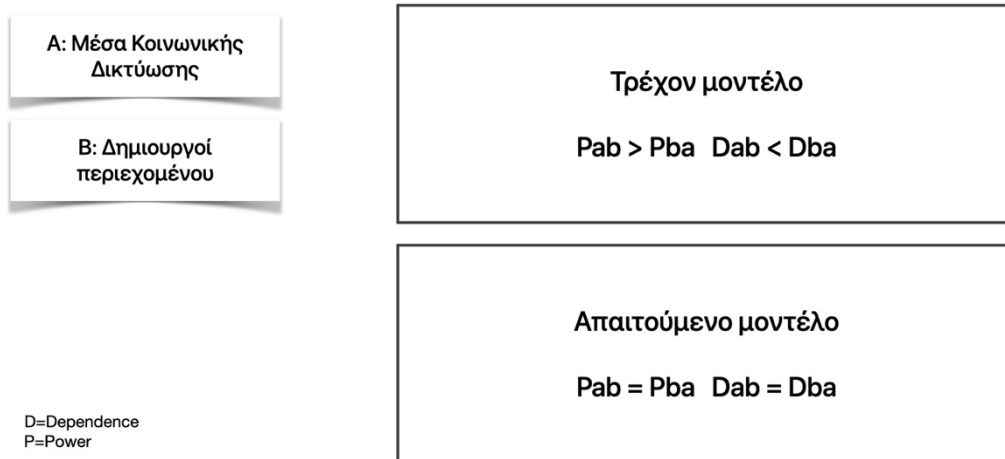 Α: Μέσα Κοινωνικής
Δικτύωσης
Β: Δημιουργοί
περιεχομένου
Τρέχον μοντέλο
Pab > Pba Dab < Dba
Απαιτούμενο μοντέλο
Pab = Pba Dab = Dba
D=Dependence
P=Power